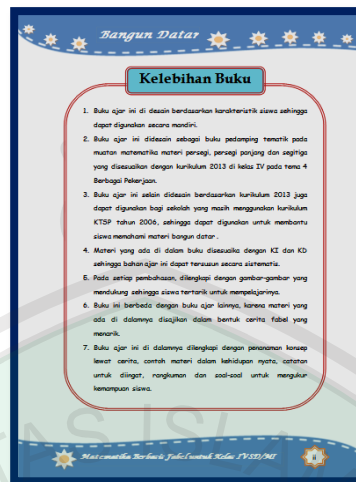 Bangun Datar
Kelebihan Buku
1. Buku ajar ini di desain berdasarkan karakteristik siswa sehingga
dapat digunakan secara mandiri.
2. Buku ajar ini didesain sebagai buku pedamping tematik pada
muatan matematika materi persegi, persegi panjang dan segitiga
yang disesuaikan dengan kurikulum 2013 di kelas IV pada tema 4
Berbagai Pekerjaan.
3. Buku ajar ini selain didesain berdasarkan kurikulum 2013 juga
dapat digunakan bagi sekolah yang masih menggunakan kurikulum
KTSP tahun 2006, sehingga dapat digunakan untuk membantu
siswa memahami materi bangun datar .
4. Materi yang ada di dalam buku disesuaika dengan KI dan KD
sehingga bahan ajar ini dapat tersusun secara sistematis.
5. Pada setiap pembahasan, dilengkapi dengan gambar-gambar yang
mendukung sehingga siswa tertarik untuk mempelajarinya.
6. Buku ini berbeda dengan buku ajar lainnya, karena materi yang
ada di dalamnya disajikan dalam bentuk cerita fabel yang
menarik.
7. Buku ajar ini di dalamnya dilengkapi dengan penanaman konsep
lewat cerita, contoh materi dalam kehidupan nyata, catatan
untuk diingat, rangkuman dan soal-soal untuk mengukur
kemampuan siswa.
TAS ISLA
Matematika Berbasis Fabel untuk Kelas IV SD/MI